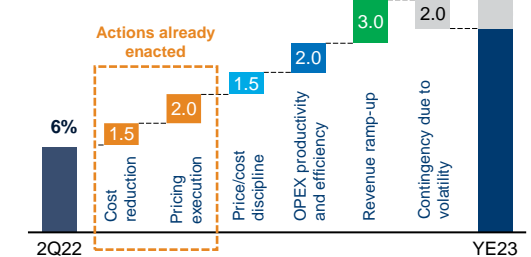 Actions already
enacted
3.0
2.0
2.0
1.5
2.0
1.5
6%
Cost
reduction
Pricing
execution
Price/cost
discipline
OPEX productivity
and efficiency
Revenue ramp-up
Contingency due to
volatility
2Q22
YE23